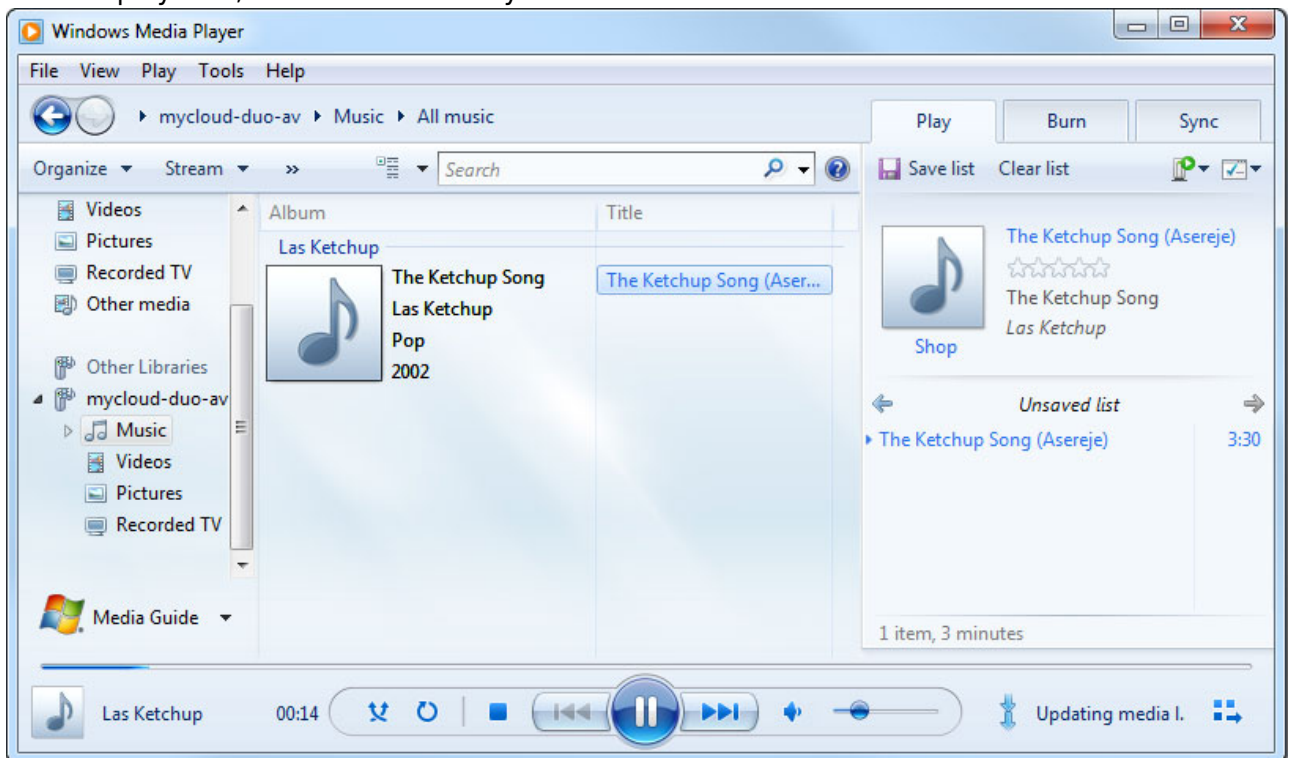 Windows Media Player
File View Play Tools Help
mycloud-duo-av Music All music
Play Burn Sync
Organize Stream » Search
Save list Clear list
Videos
Pictures
Recorded TV
Other media
Other Libraries
mycloud-duo-av
Music
Videos
Pictures
Recorded TV
Media Guide
Album Title
Las Ketchup
The Ketchup Song
Las Ketchup
Pop
2002
The Ketchup Song (Aser...
The Ketchup Song (Asereje)
The Ketchup Song
Las Ketchup
Shop
Unsaved list
The Ketchup Song (Asereje) 3:30
1 item, 3 minutes
Las Ketchup 00:14 Updating media l.